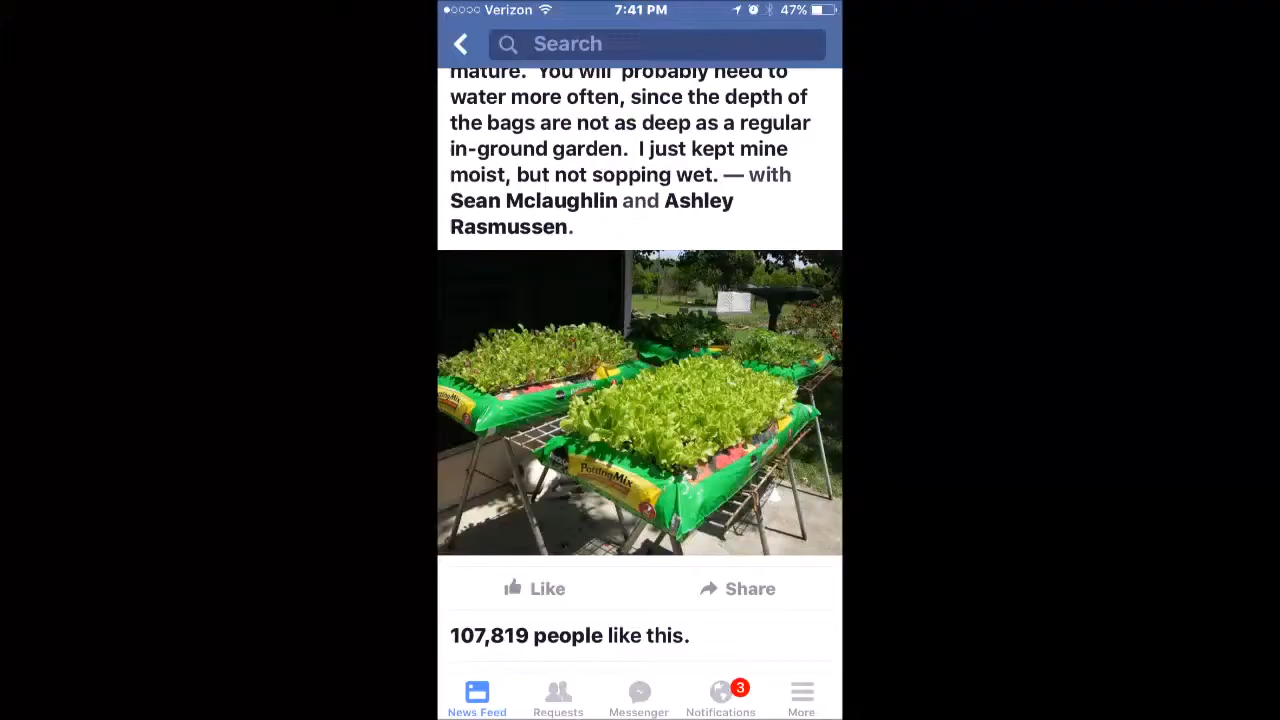 Verizon 7:41 PM 47%
Search
mature. You will probably need to
water more often, since the depth of
the bags are not as deep as a regular
in-ground garden. I just kept mine
moist, but not sopping wet. — with
Sean Mclaughlin and Ashley
Rasmussen.
PottingMix
Like Share
107,819 people like this.
3
News Feed Requests Messenger Notifications More